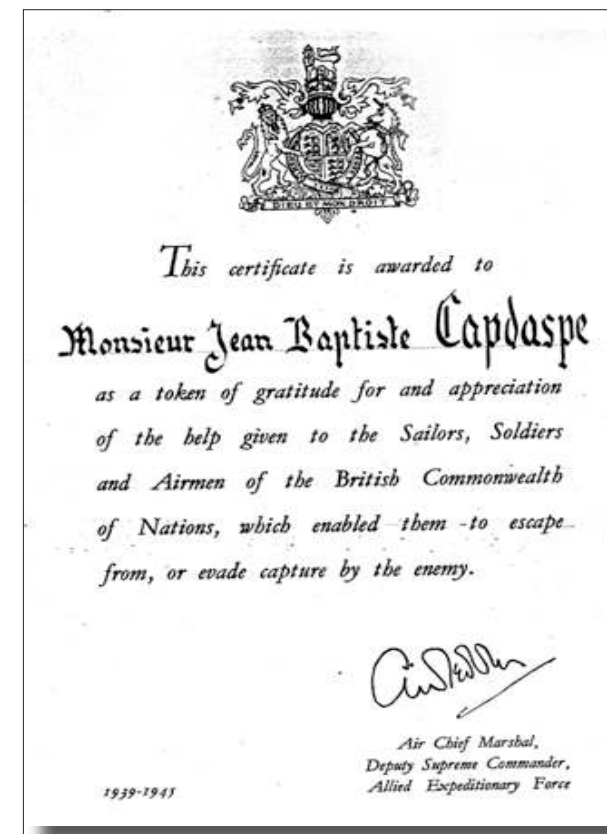 DIEU ET MON DROIT
This certificate is awarded to
Monsieur Jean Baptiste Capdaspe
as a token of gratitude for and appreciation
of the help given to the Sailors, Soldiers
and Airmen of the British Commonwealth
of Nations, which enabled them to escape
from, or evade capture by the enemy.
Air Chief Marshal,
Deputy Supreme Commander,
Allied Expeditionary Force
1939-1945